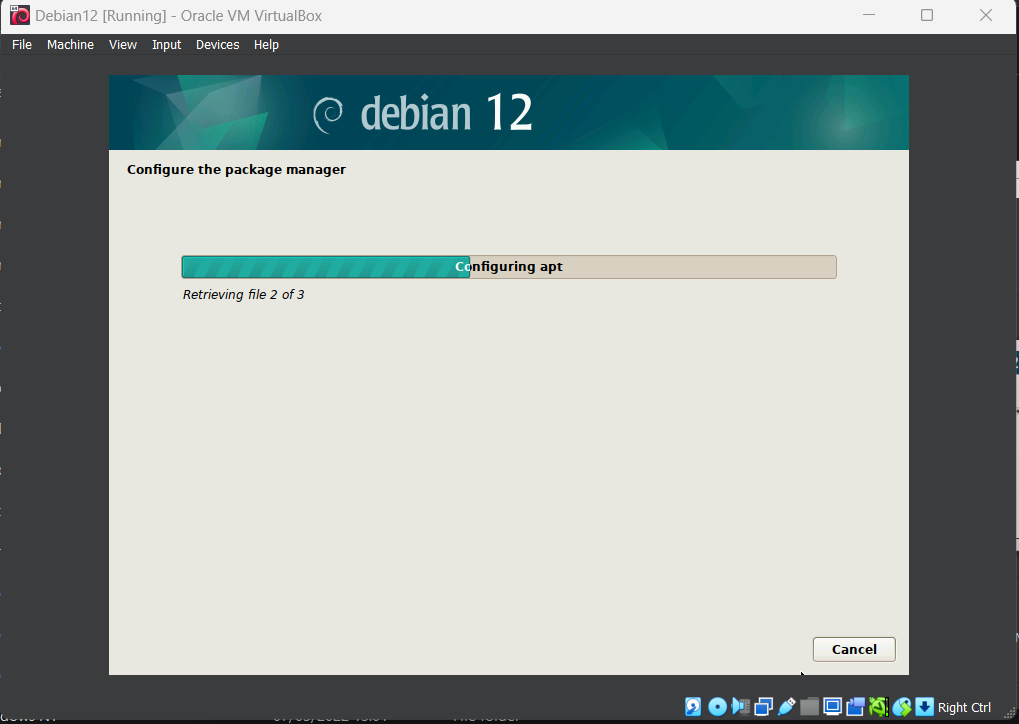 Debian12 [Running] - Oracle VM VirtualBox
File Machine View Input Devices Help
debian 12
Configure the package manager
Configuring apt
Retrieving file 2 of 3
Cancel
Right Ctrl